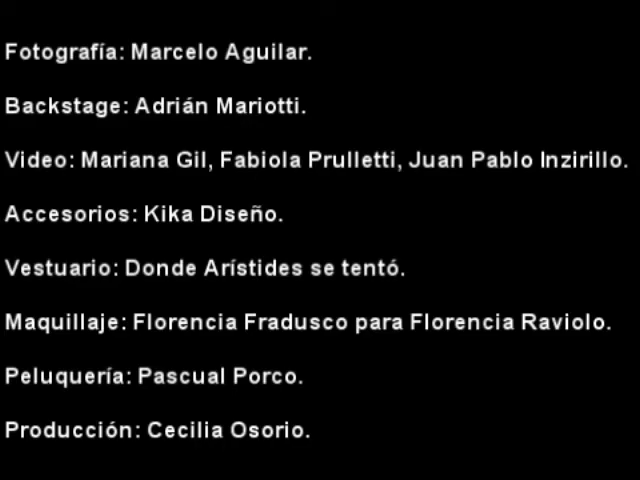 Fotografía: Marcelo Aguilar.
Backstage: Adrián Mariotti.
Video: Mariana Gil, Fabiola Prulletti, Juan Pablo Inzirillo.
Accesorios: Kika Diseño.
Vestuario: Donde Arístides se tentó.
Maquillaje: Florencia Fradusco para Florencia Raviolo.
Peluquería: Pascual Porco.
Producción: Cecilia Osorio.